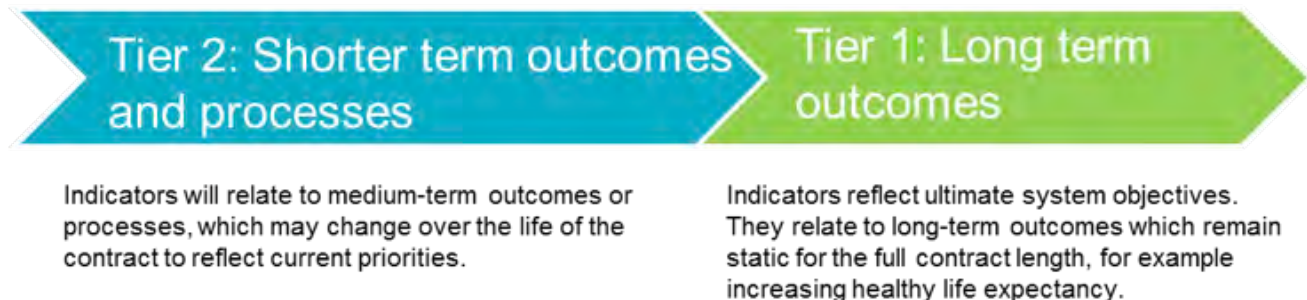 Tier 2: Shorter term outcomes
and processes
Tier 1: Long term
outcomes
Indicators will relate to medium-term outcomes or
processes, which may change over the life of the
contract to reflect current priorities.
Indicators reflect ultimate system objectives.
They relate to long-term outcomes which remain
static for the full contract length, for example
increasing healthy life expectancy.